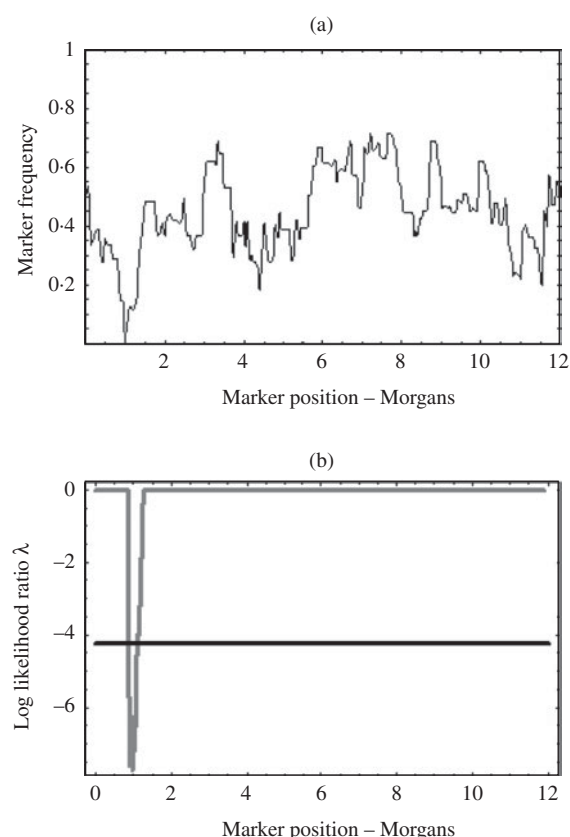 (a)
1
0·8
0·6
0·4
0·2
Marker frequency
2 4 6 8 10 12
Marker position – Morgans
(b)
0
–2
–4
–6
Log likelihood ratio λ
0 2 4 6 8 10 12
Marker position – Morgans